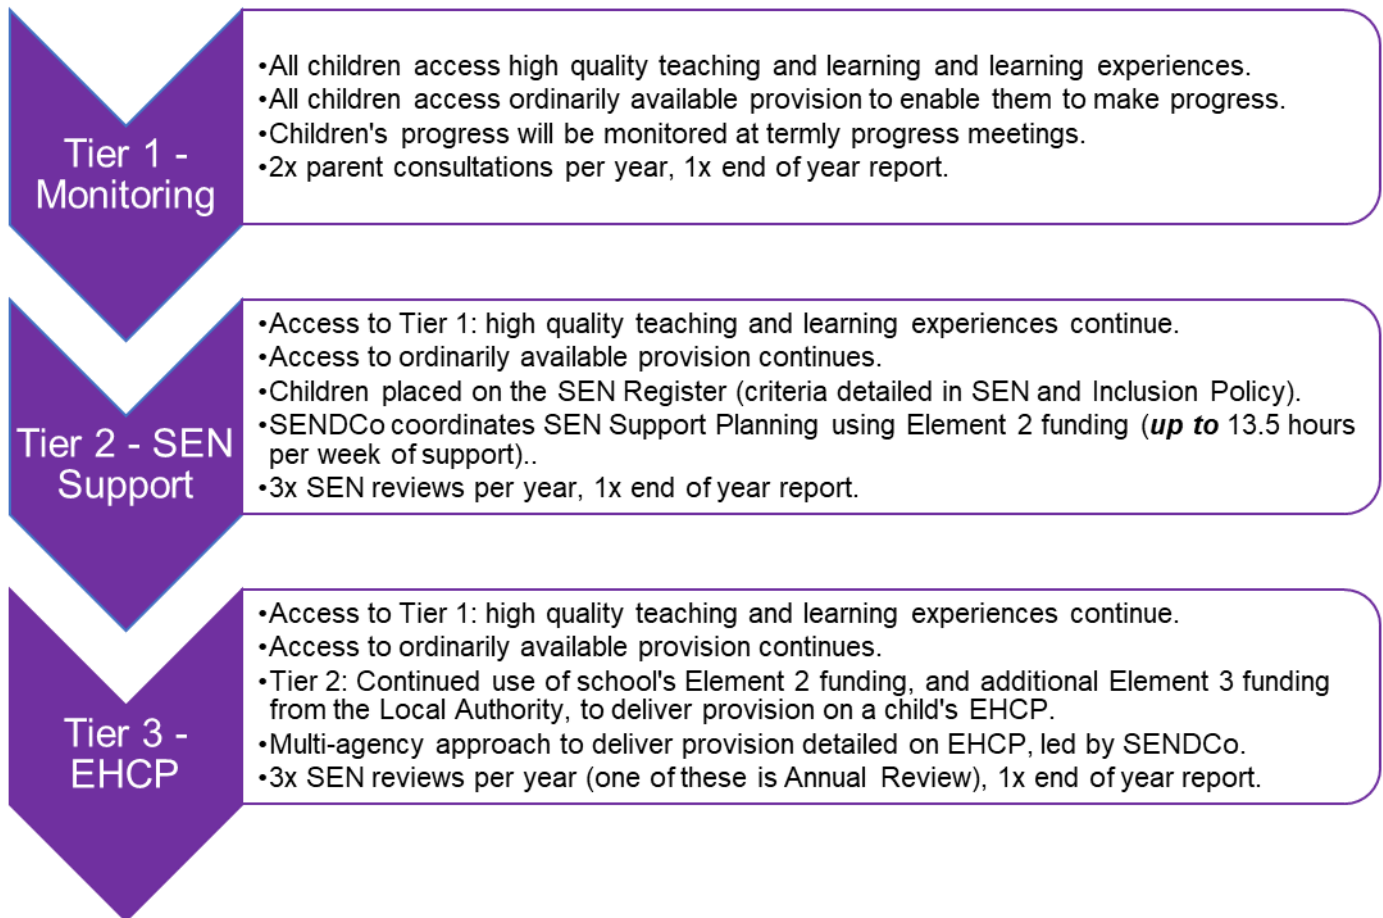 Tier 1 -
Monitoring
•All children access high quality teaching and learning and learning experiences.
•All children access ordinarily available provision to enable them to make progress.
•Children's progress will be monitored at termly progress meetings.
•2x parent consultations per year, 1x end of year report.
Tier 2 - SEN
Support
•Access to Tier 1: high quality teaching and learning experiences continue.
•Access to ordinarily available provision continues.
•Children placed on the SEN Register (criteria detailed in SEN and Inclusion Policy).
•SENDCo coordinates SEN Support Planning using Element 2 funding (up to 13.5 hours
per week of support)..
•3x SEN reviews per year, 1x end of year report.
Tier 3 -
EHCP
•Access to Tier 1: high quality teaching and learning experiences continue.
•Access to ordinarily available provision continues.
•Tier 2: Continued use of school's Element 2 funding, and additional Element 3 funding
from the Local Authority, to deliver provision on a child's EHCP.
•Multi-agency approach to deliver provision detailed on EHCP, led by SENDCo.
•3x SEN reviews per year (one of these is Annual Review), 1x end of year report.